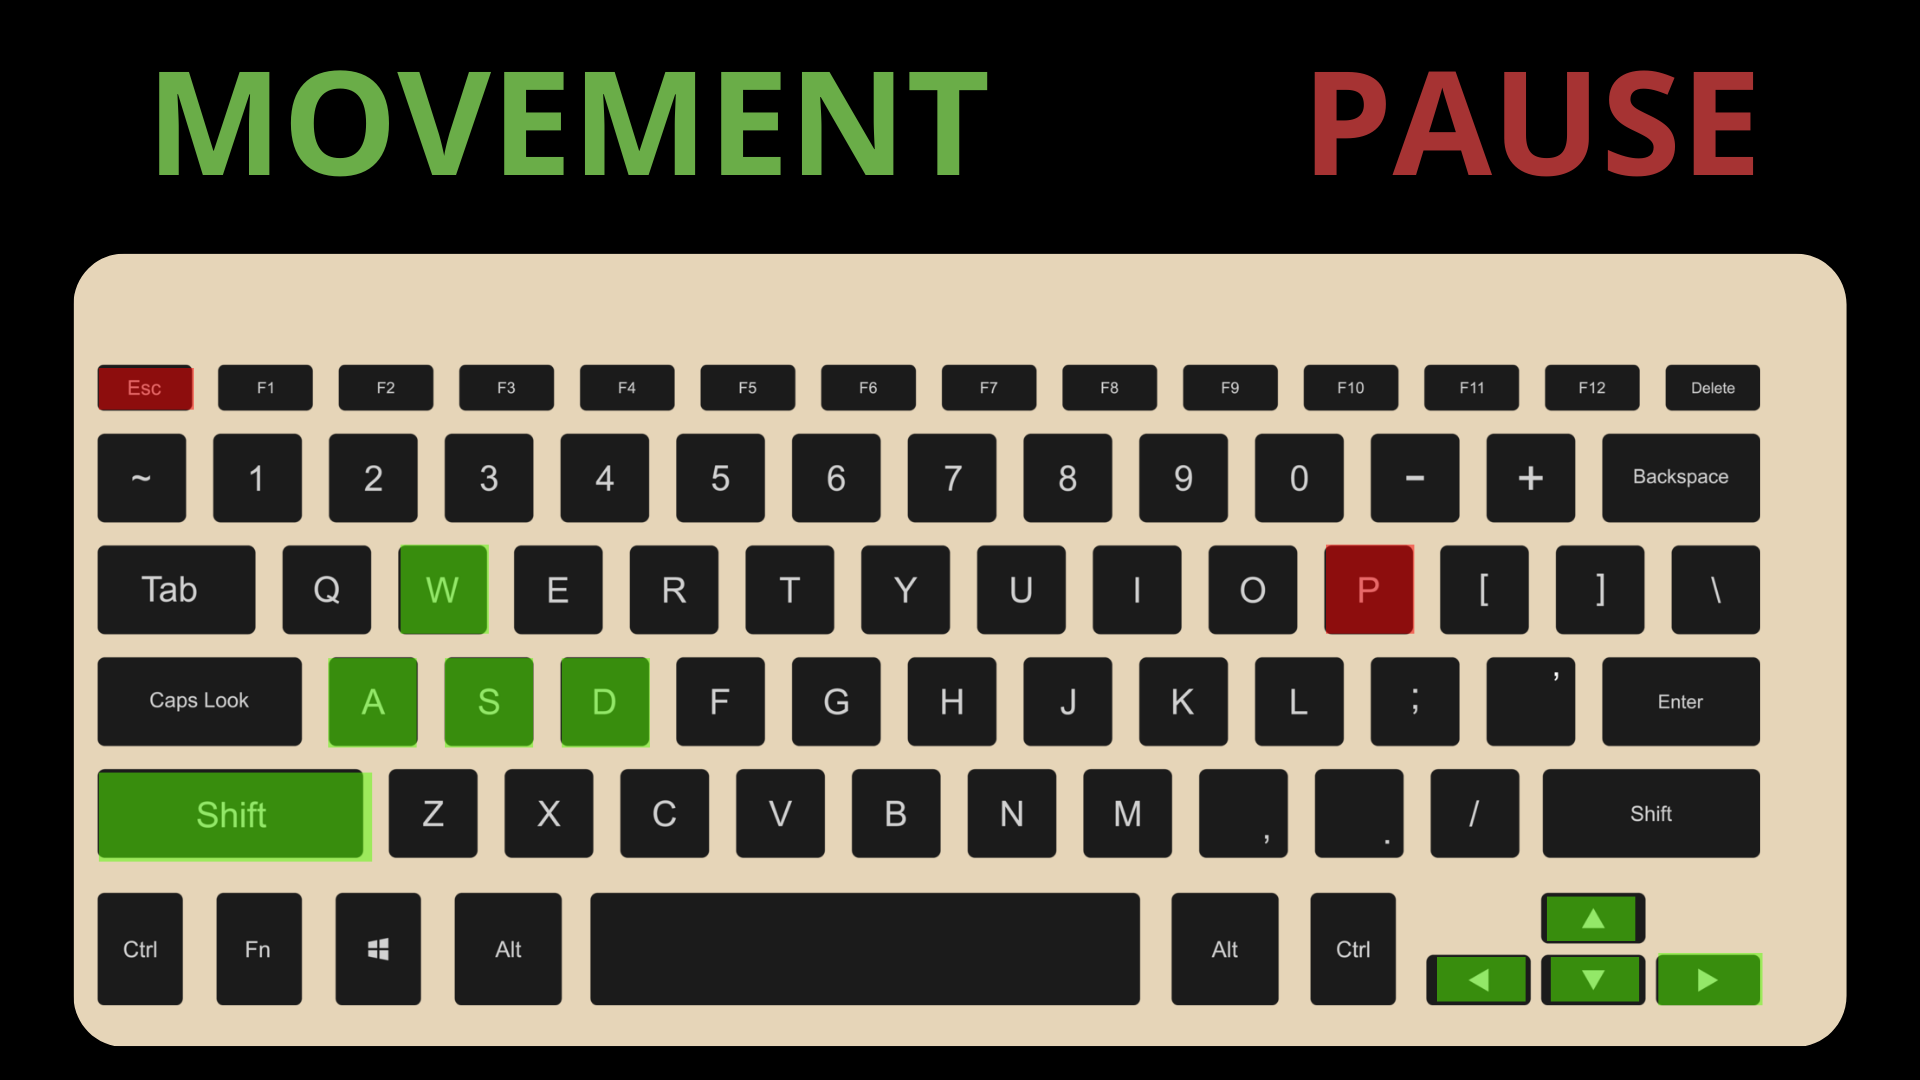 MOVEMENT PAUSE
Esc F1 F2 F3 F4 F5 F6 F7 F8 F9 F10 F11 F12 Delete
~ 1 2 3 4 5 6 7 8 9 0 - + Backspace
Tab Q W E R T Y U I O P [ ] \
Caps Look A S D F G H J K L ; ’ Enter
Shift Z X C V B N M , . / Shift
Ctrl Fn Alt Alt Ctrl